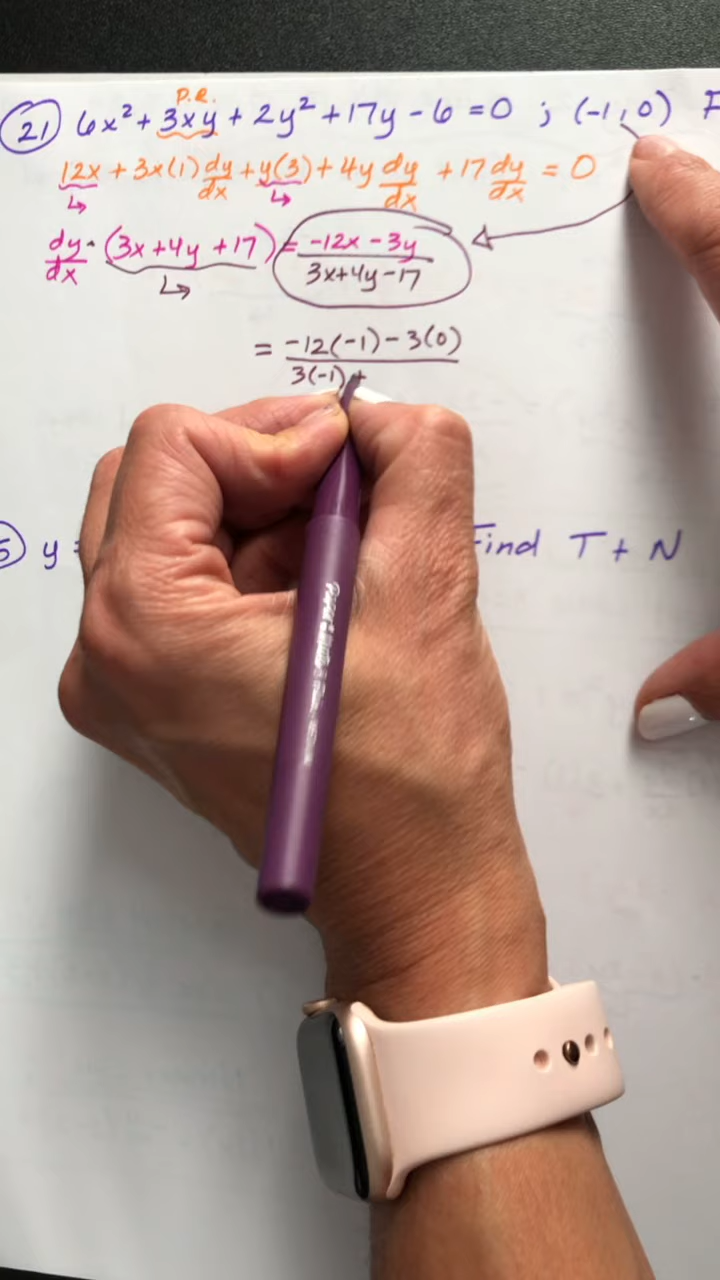 P.R.
21) 6x² + 3xy + 2y² + 17y - 6 = 0 ; (-1, 0) F
12x + 3x(1) dy/dx + y(3) + 4y dy/dx + 17 dy/dx = 0
dy/dx · (3x + 4y + 17) = (-12x - 3y)/(3x + 4y - 17)
= (-12(-1) - 3(0))/(3(-1) +
5) y = Find T + N